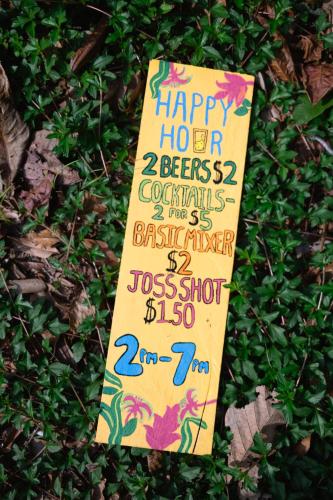 HAPPY
HOUR
2 BEERS $2
COCKTAILS-
2 FOR $5
BASIC MIXER
$2
JOSS SHOT
$1.50
2PM-7PM